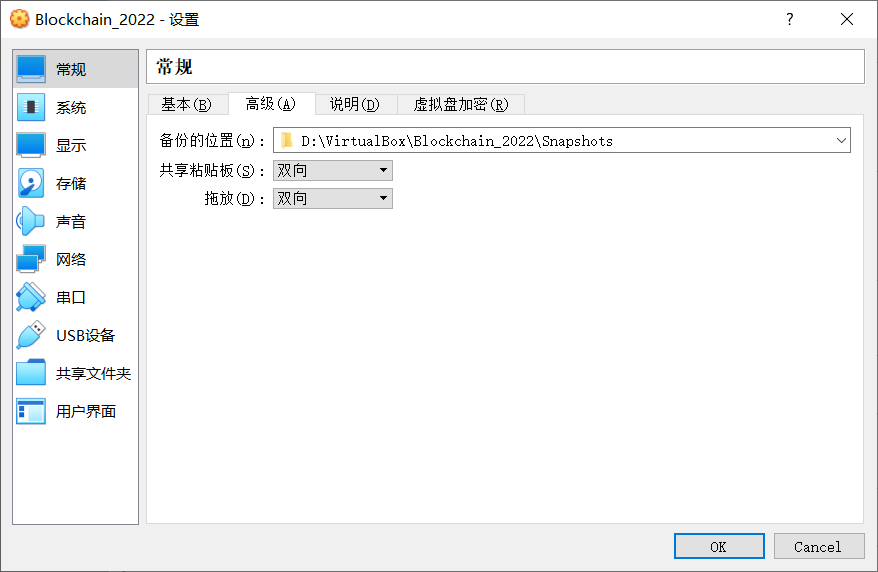 Blockchain_2022 - 设置
?
常规
系统
显示
存储
声音
网络
串口
USB设备
共享文件夹
用户界面
常规
基本(B) 高级(A) 说明(D) 虚拟盘加密(R)
备份的位置(n)： D:\VirtualBox\Blockchain_2022\Snapshots
共享粘贴板(S)： 双向
拖放(D)： 双向
OK Cancel